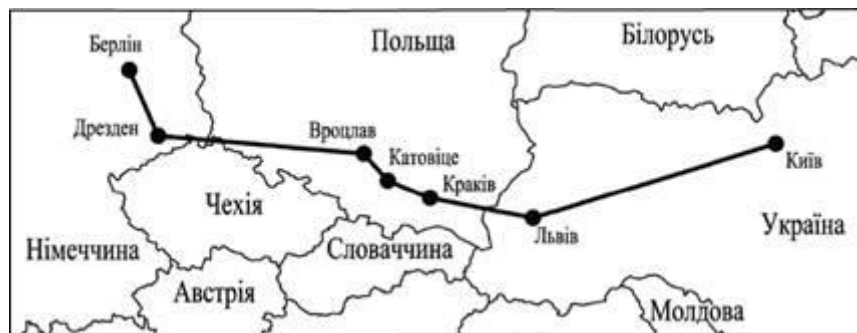 Берлін
Польща
Білорусь
Дрезден
Вроцлав
Катовіце
Київ
Краків
Чехія
Україна
Німеччина
Словаччина
Львів
Австрія
Молдова